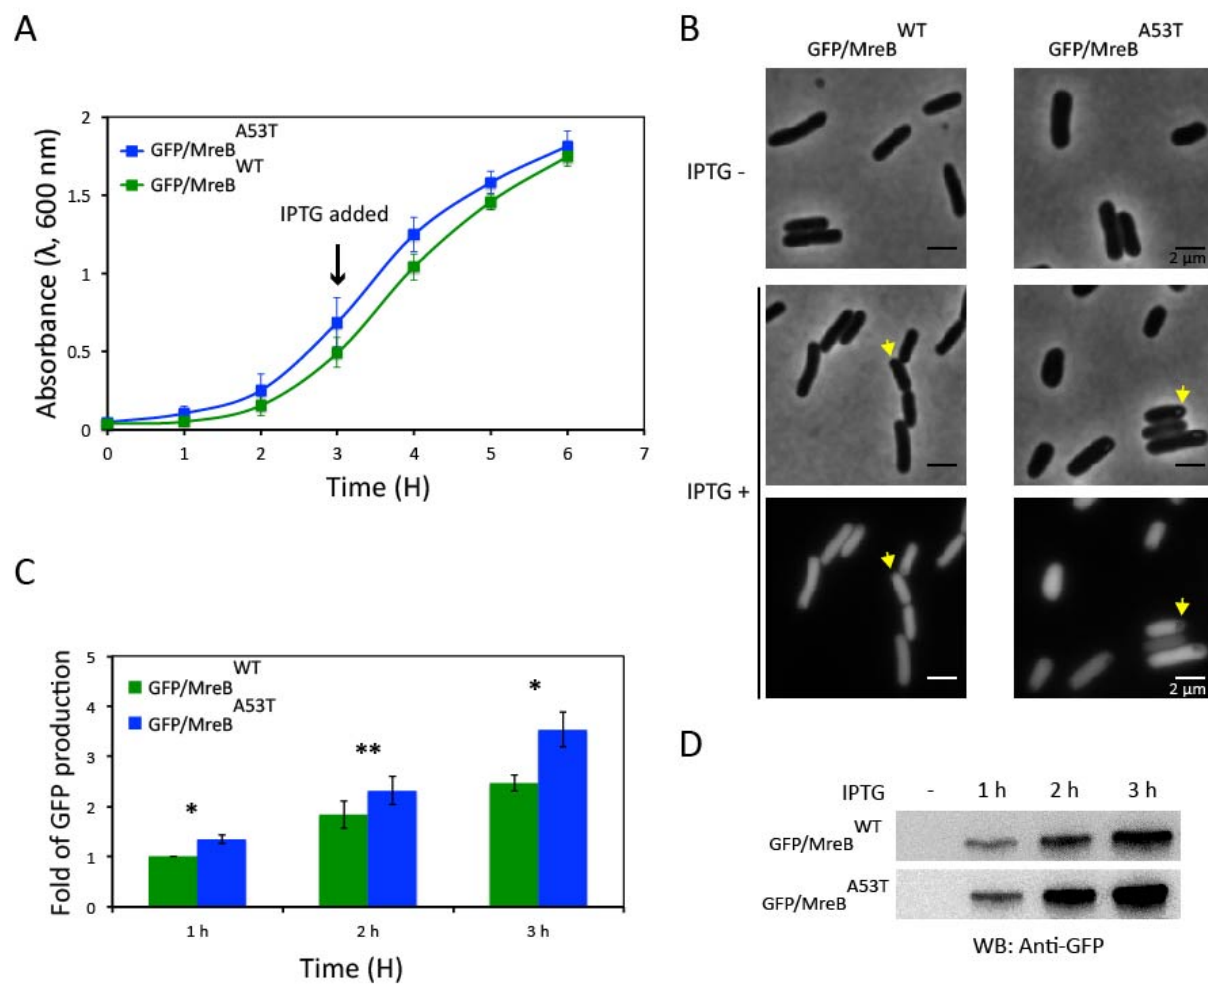 A
Absorbance (λ, 600 nm)
2
1.5
1
0.5
0
GFP/MreB A53T
GFP/MreB WT
IPTG added
0 1 2 3 4 5 6 7
Time (H)
B
GFP/MreB WT
GFP/MreB A53T
IPTG -
2 µm
IPTG +
2 µm
C
Fold of GFP production
5
4
3
2
1
0
GFP/MreB WT
GFP/MreB A53T
*
**
*
1 h 2 h 3 h
Time (H)
D
IPTG - 1 h 2 h 3 h
GFP/MreB WT
GFP/MreB A53T
WB: Anti-GFP